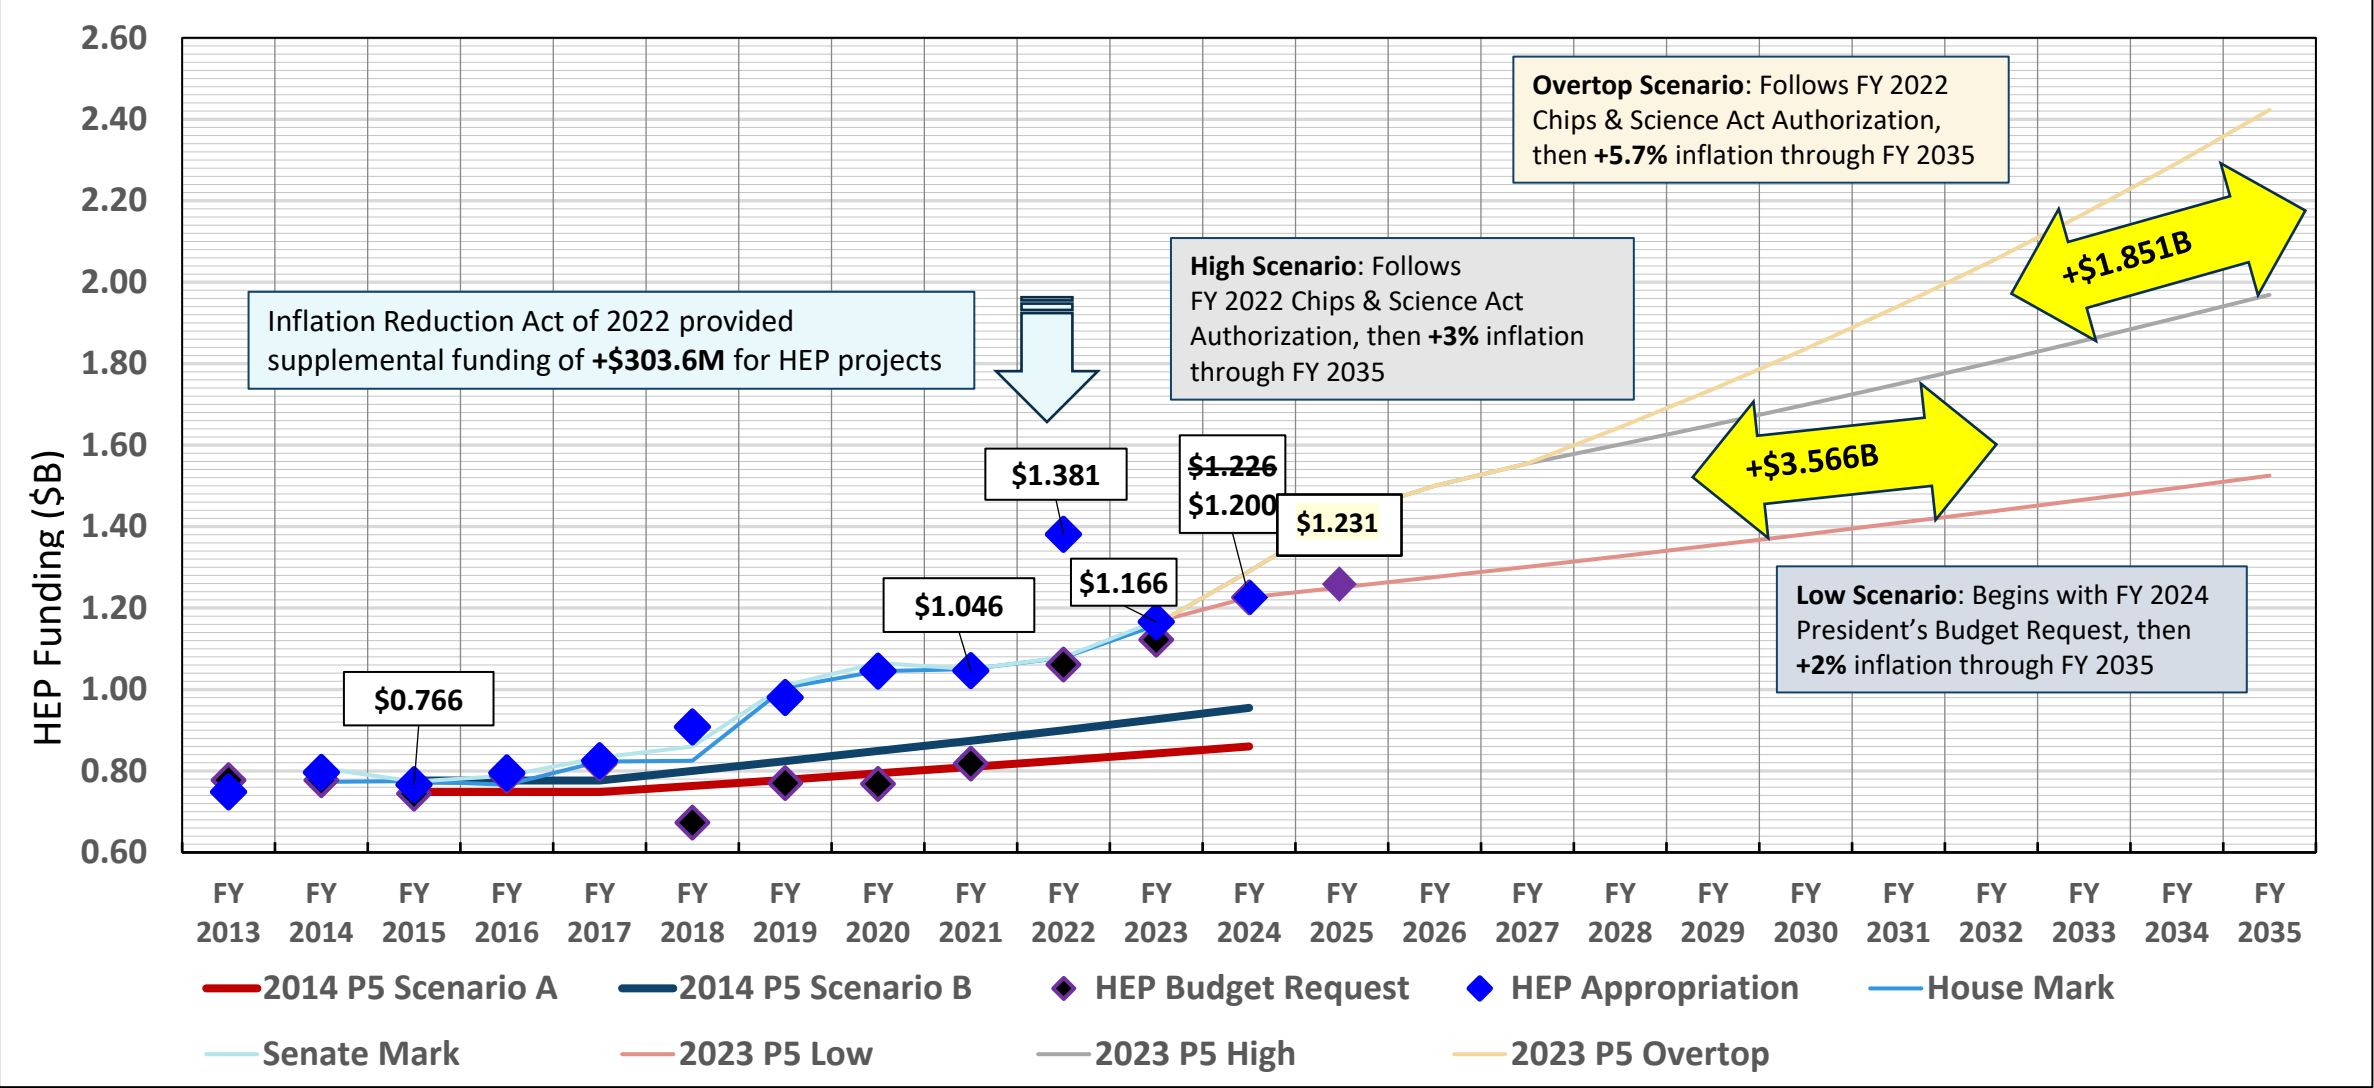 HEP Funding ($B)
2.60
2.40
2.20
2.00
1.80
1.60
1.40
1.20
1.00
0.80
0.60
Overtop Scenario: Follows FY 2022
Chips & Science Act Authorization,
then +5.7% inflation through FY 2035
High Scenario: Follows
FY 2022 Chips & Science Act
Authorization, then +3% inflation
through FY 2035
Inflation Reduction Act of 2022 provided
supplemental funding of +$303.6M for HEP projects
+$1.851B
+$3.566B
Low Scenario: Begins with FY 2024
President's Budget Request, then
+2% inflation through FY 2035
$0.766
$1.046
$1.381
$1.166
$1.226
$1.200
$1.231
FY 2013
FY 2014
FY 2015
FY 2016
FY 2017
FY 2018
FY 2019
FY 2020
FY 2021
FY 2022
FY 2023
FY 2024
FY 2025
FY 2026
FY 2027
FY 2028
FY 2029
FY 2030
FY 2031
FY 2032
FY 2033
FY 2034
FY 2035
2014 P5 Scenario A
2014 P5 Scenario B
HEP Budget Request
HEP Appropriation
House Mark
Senate Mark
2023 P5 Low
2023 P5 High
2023 P5 Overtop